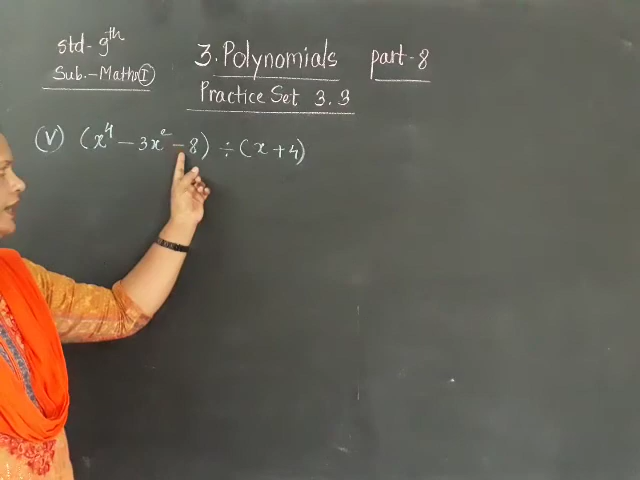 std- 9th
Sub.- Maths I
3. Polynomials part-8
Practice Set 3.3
(v) (x⁴ - 3x² - 8) ÷ (x + 4)